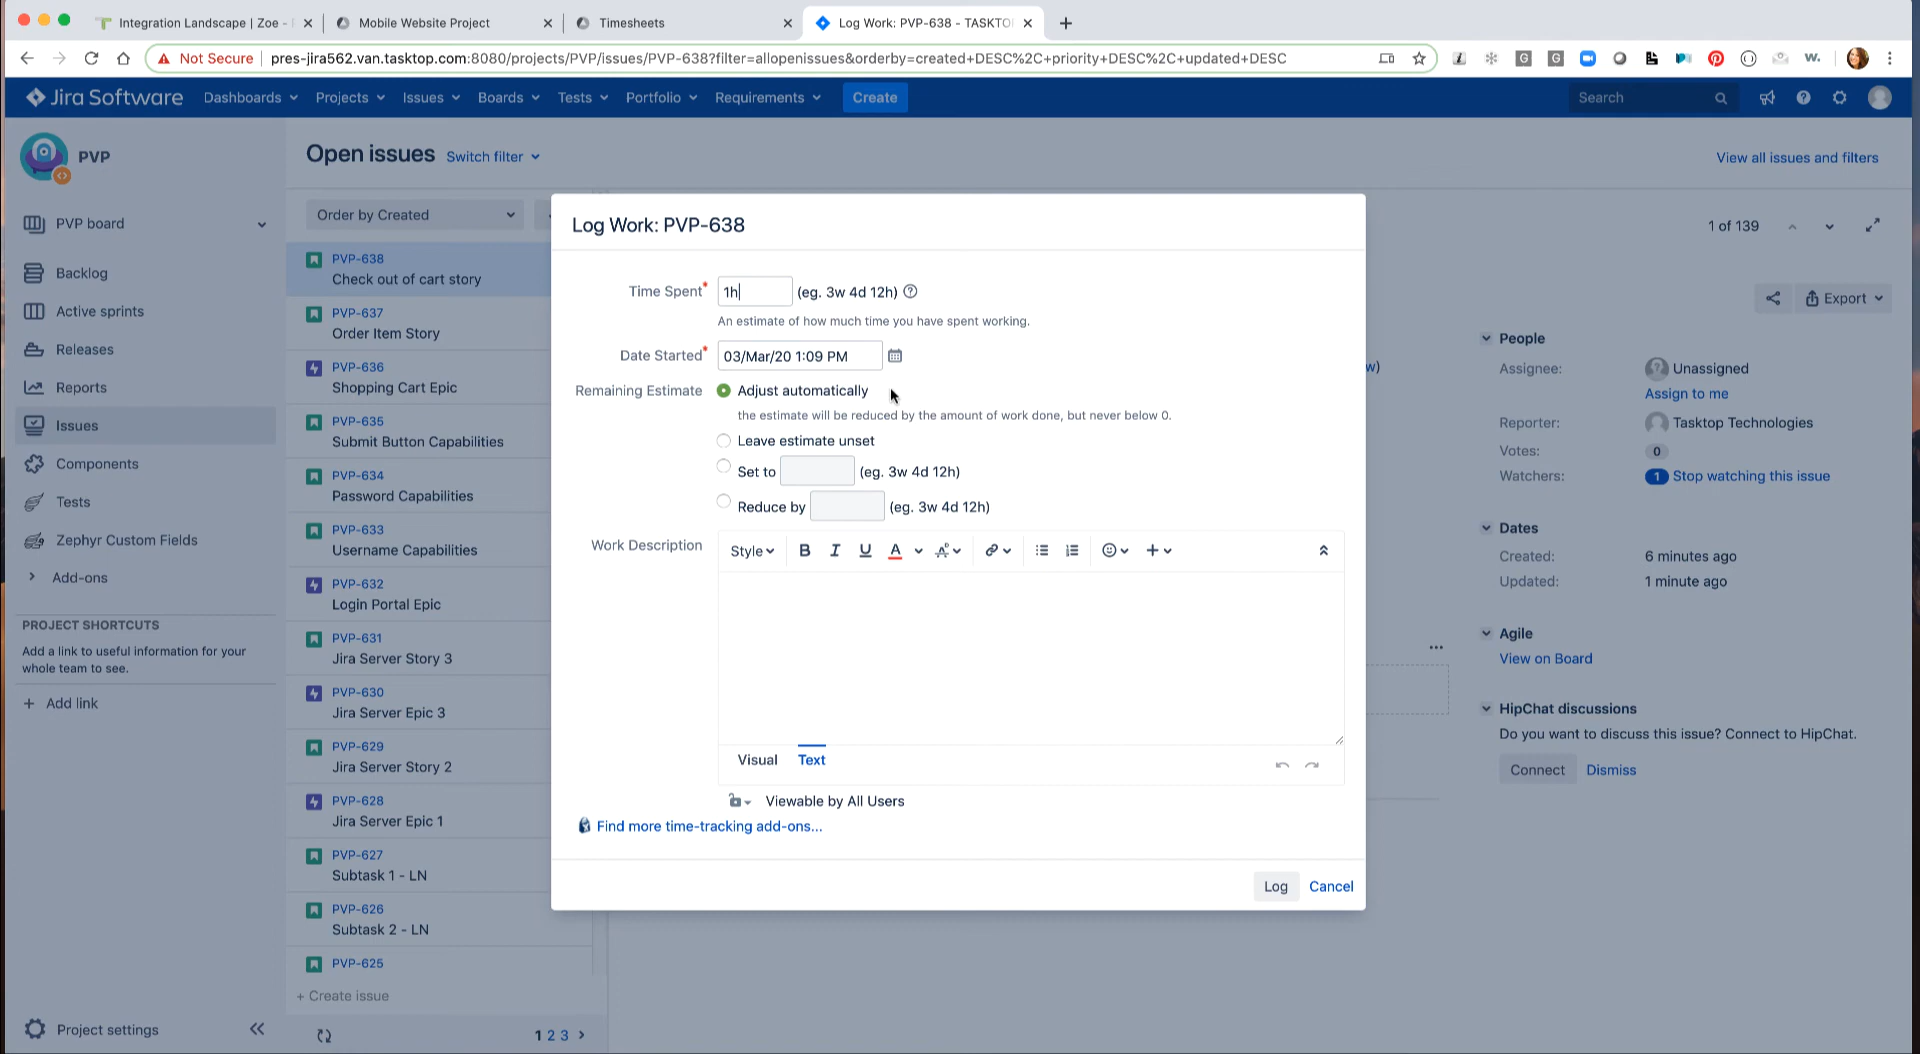 Integration Landscape | Zoe -
Mobile Website Project
Timesheets
Log Work: PVP-638 - TASKTO
Not Secure
pres-jira562.van.tasktop.com:8080/projects/PVP/issues/PVP-638?filter=allopenissues&orderby=created+DESC%2C+priority+DESC%2C+updated+DESC
Jira Software
Dashboards
Projects
Issues
Boards
Tests
Portfolio
Requirements
Create
Search
PVP
Open issues
Switch filter
View all issues and filters
PVP board
Backlog
Active sprints
Releases
Reports
Issues
Components
Tests
Zephyr Custom Fields
Add-ons
PROJECT SHORTCUTS
Add a link to useful information for your
whole team to see.
+ Add link
Project settings
Order by Created
PVP-638
Check out of cart story
PVP-637
Order Item Story
PVP-636
Shopping Cart Epic
PVP-635
Submit Button Capabilities
PVP-634
Password Capabilities
PVP-633
Username Capabilities
PVP-632
Login Portal Epic
PVP-631
Jira Server Story 3
PVP-630
Jira Server Epic 3
PVP-629
Jira Server Story 2
PVP-628
Jira Server Epic 1
PVP-627
Subtask 1 - LN
PVP-626
Subtask 2 - LN
PVP-625
+ Create issue
1 2 3 >
Log Work: PVP-638
Time Spent* 1h (eg. 3w 4d 12h)
An estimate of how much time you have spent working.
Date Started* 03/Mar/20 1:09 PM
Remaining Estimate Adjust automatically
the estimate will be reduced by the amount of work done, but never below 0.
Leave estimate unset
Set to (eg. 3w 4d 12h)
Reduce by (eg. 3w 4d 12h)
Work Description
Style B I U A
Visual Text
Viewable by All Users
Find more time-tracking add-ons...
Log Cancel
1 of 139
Export
w)
People
Assignee: Unassigned
Assign to me
Reporter: Tasktop Technologies
Votes: 0
Watchers: 1 Stop watching this issue
Dates
Created: 6 minutes ago
Updated: 1 minute ago
Agile
View on Board
HipChat discussions
Do you want to discuss this issue? Connect to HipChat.
Connect Dismiss